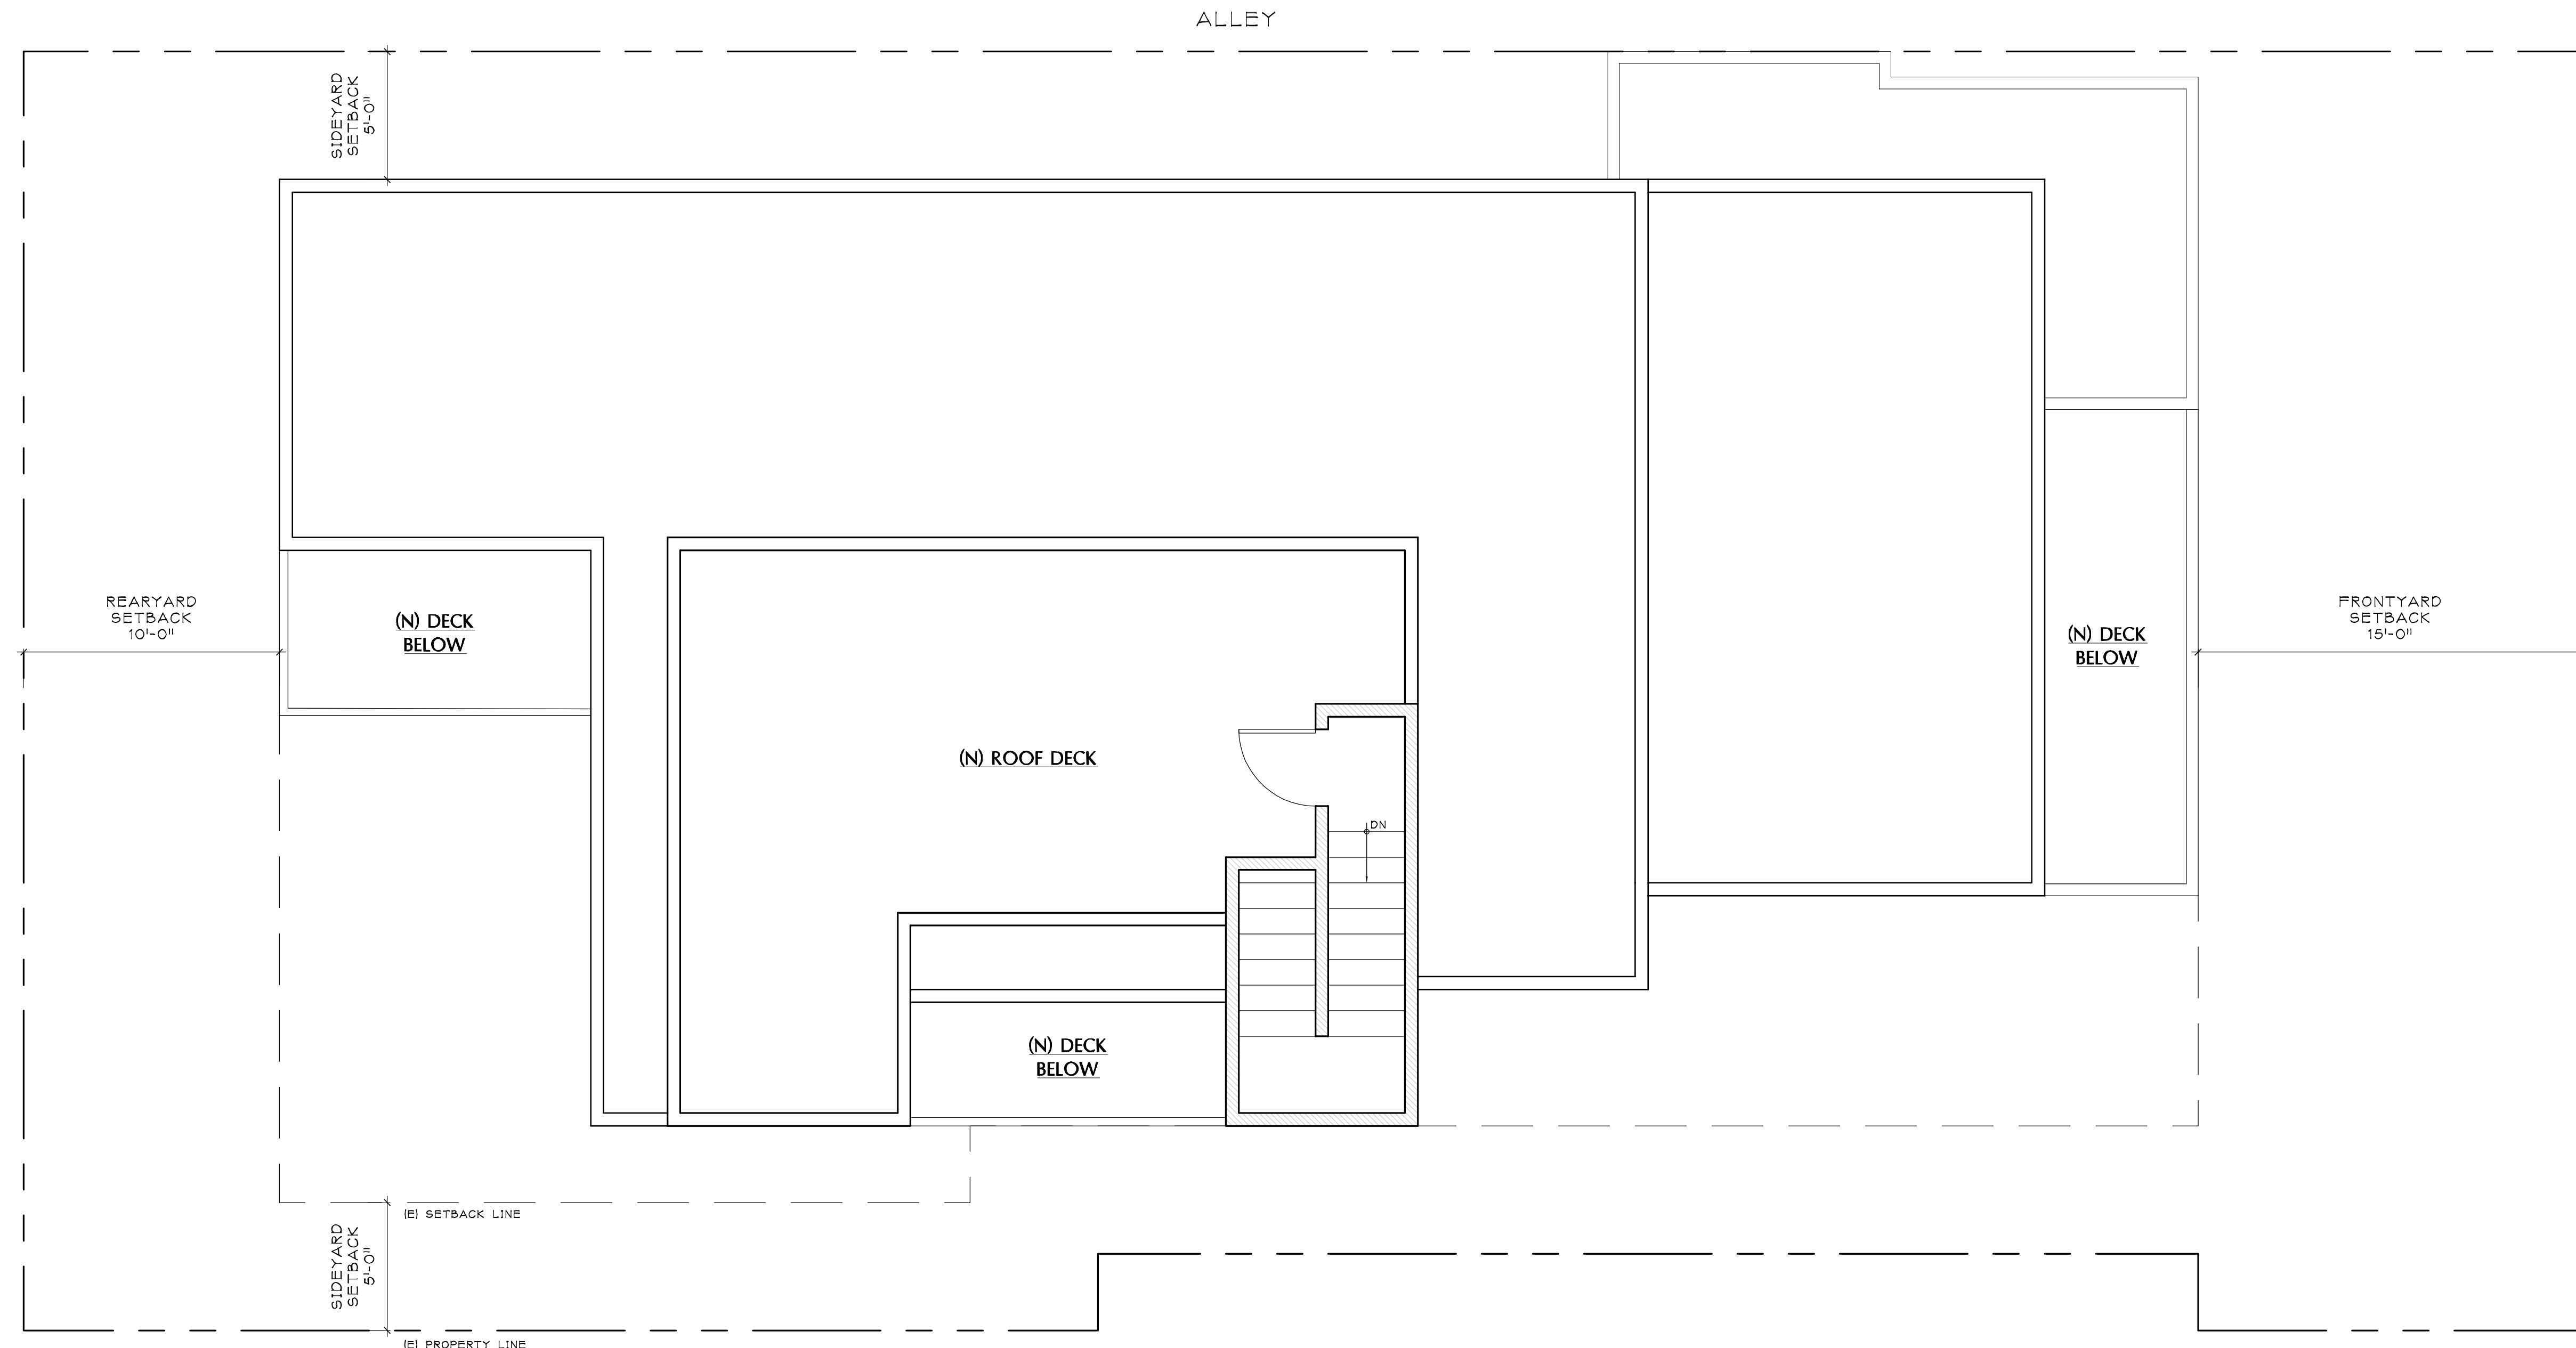 ALLEY
SIDEYARD
SETBACK
5'-0"
REARYARD
SETBACK
10'-0"
(N) DECK
BELOW
(N) ROOF DECK
DN
(N) DECK
BELOW
FRONTYARD
SETBACK
15'-0"
(N) DECK
BELOW
(E) SETBACK LINE
SIDEYARD
SETBACK
5'-0"
(E) PROPERTY LINE